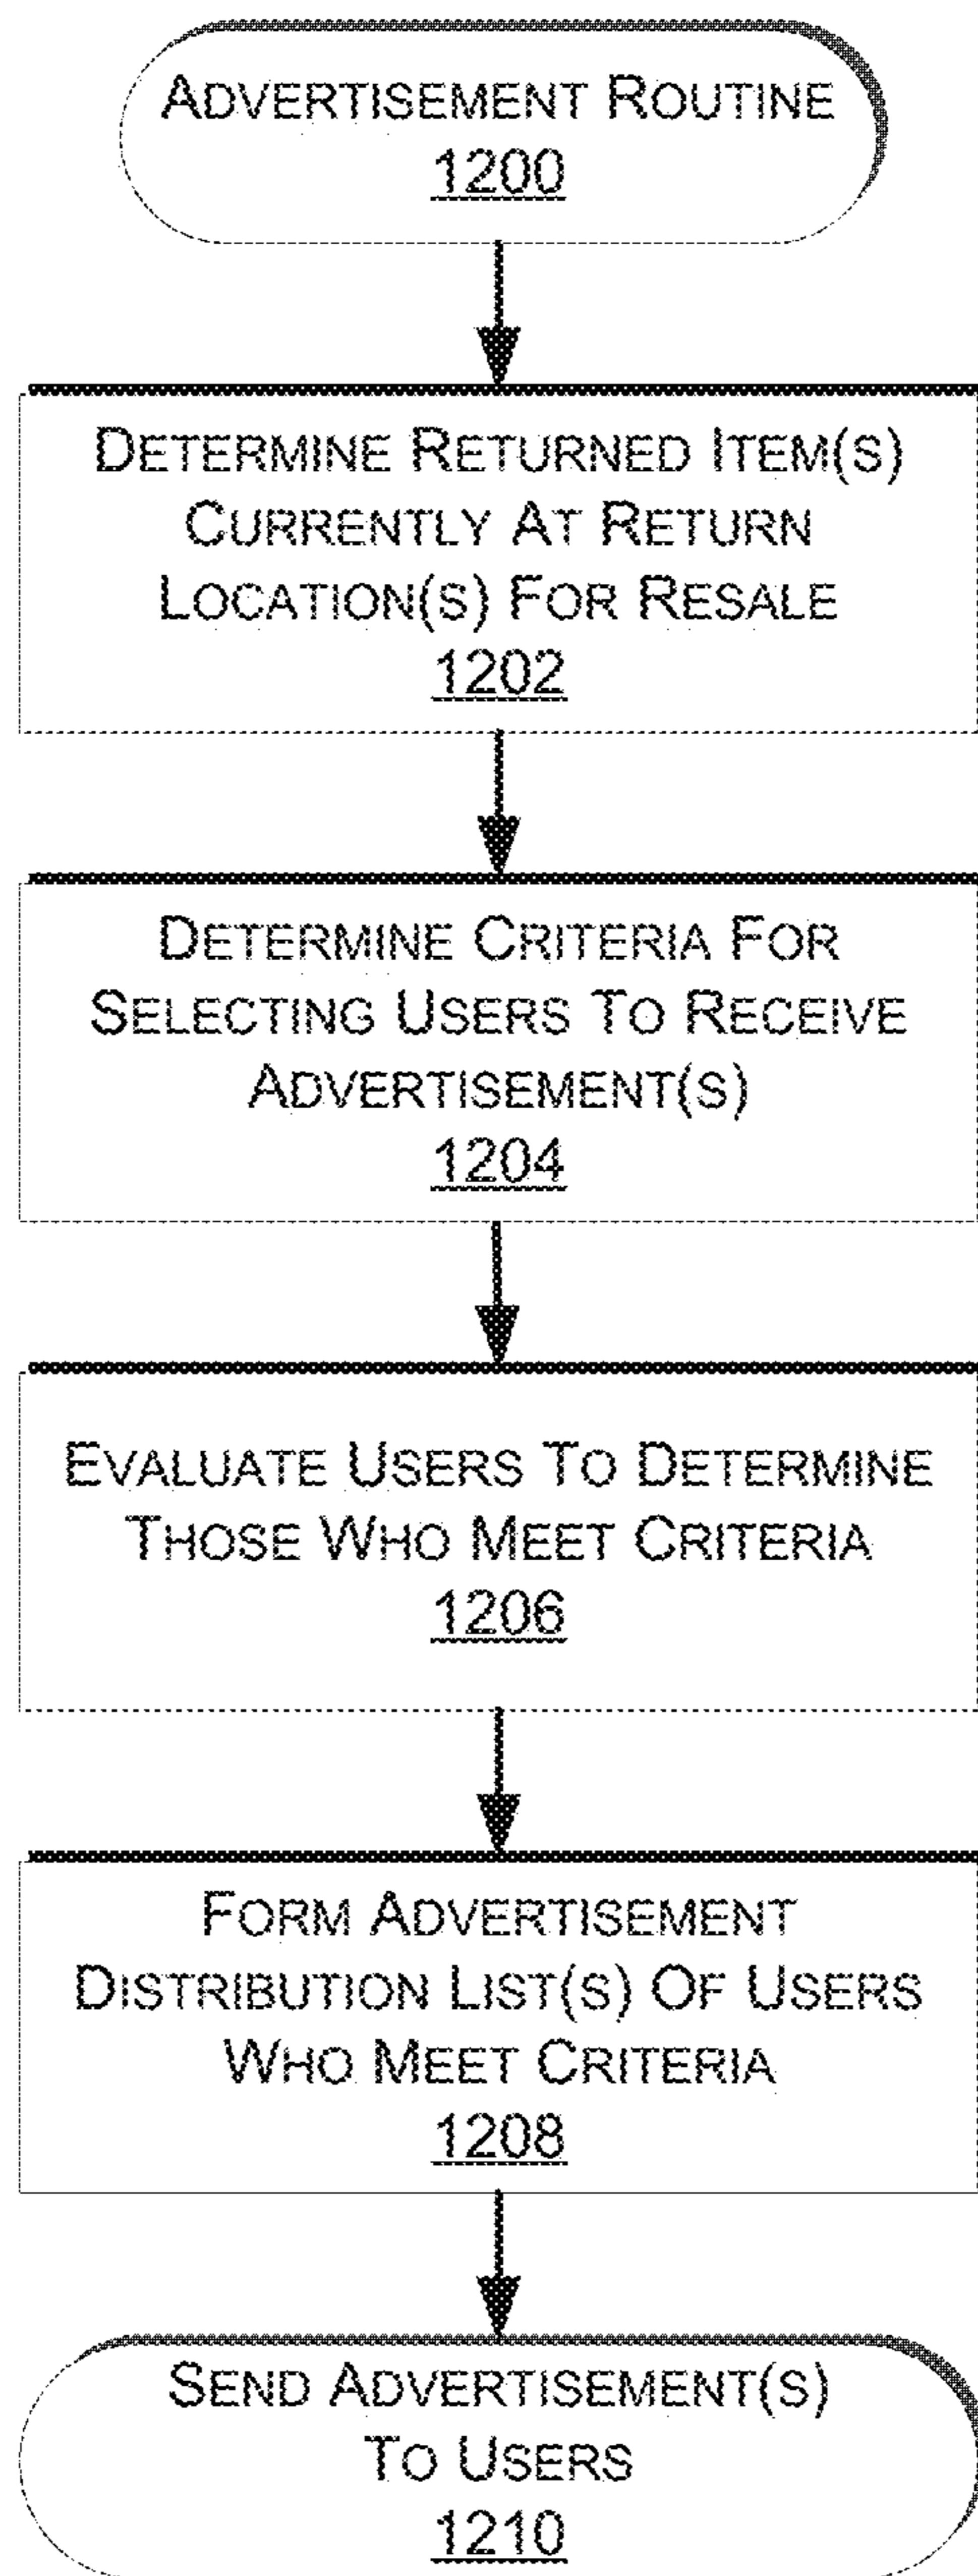 ADVERTISEMENT ROUTINE
1200
DETERMINE RETURNED ITEM(S)
CURRENTLY AT RETURN
LOCATION(S) FOR RESALE
1202
DETERMINE CRITERIA FOR
SELECTING USERS TO RECEIVE
ADVERTISEMENT(S)
1204
EVALUATE USERS TO DETERMINE
THOSE WHO MEET CRITERIA
1206
FORM ADVERTISEMENT
DISTRIBUTION LIST(S) OF USERS
WHO MEET CRITERIA
1208
SEND ADVERTISEMENT(S)
TO USERS
1210